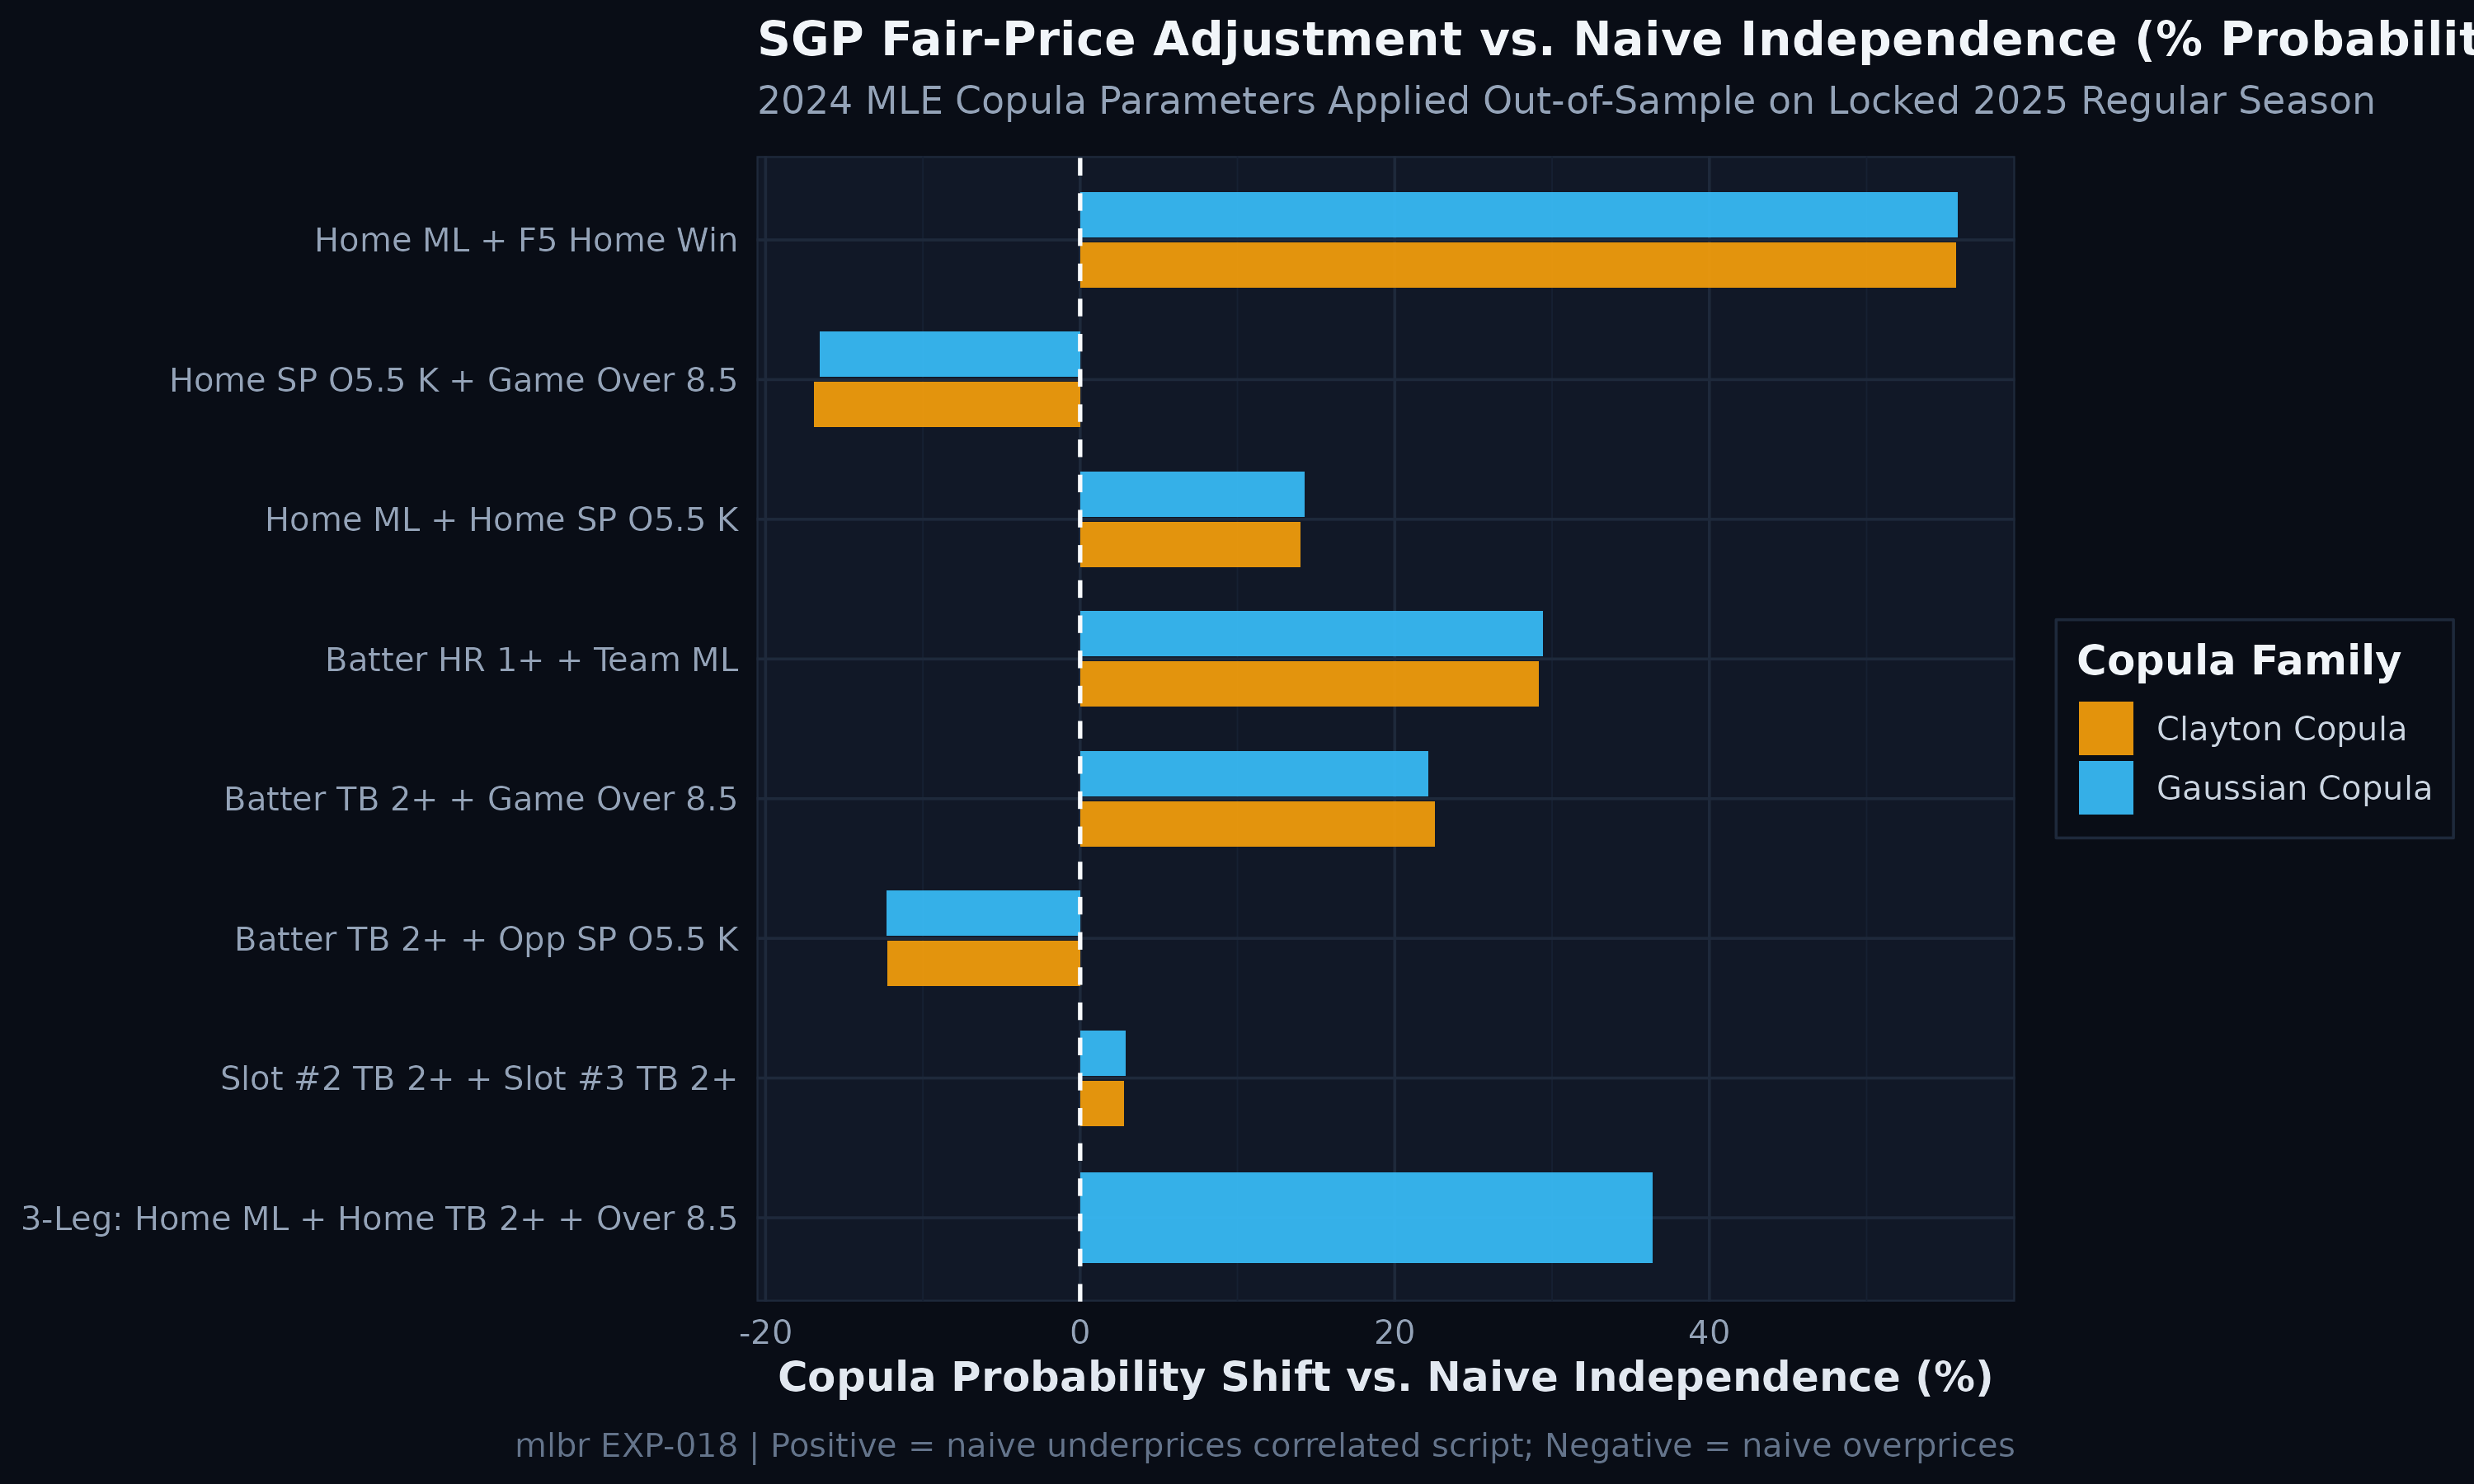 SGP Fair-Price Adjustment vs. Naive Independence (% Probabilit
2024 MLE Copula Parameters Applied Out-of-Sample on Locked 2025 Regular Season
Home ML + F5 Home Win
Home SP O5.5 K + Game Over 8.5
Home ML + Home SP O5.5 K
Batter HR 1+ + Team ML
Batter TB 2+ + Game Over 8.5
Batter TB 2+ + Opp SP O5.5 K
Slot #2 TB 2+ + Slot #3 TB 2+
3-Leg: Home ML + Home TB 2+ + Over 8.5
Copula Family
Clayton Copula
Gaussian Copula
-20 0 20 40
Copula Probability Shift vs. Naive Independence (%)
mlbr EXP-018 | Positive = naive underprices correlated script; Negative = naive overprices